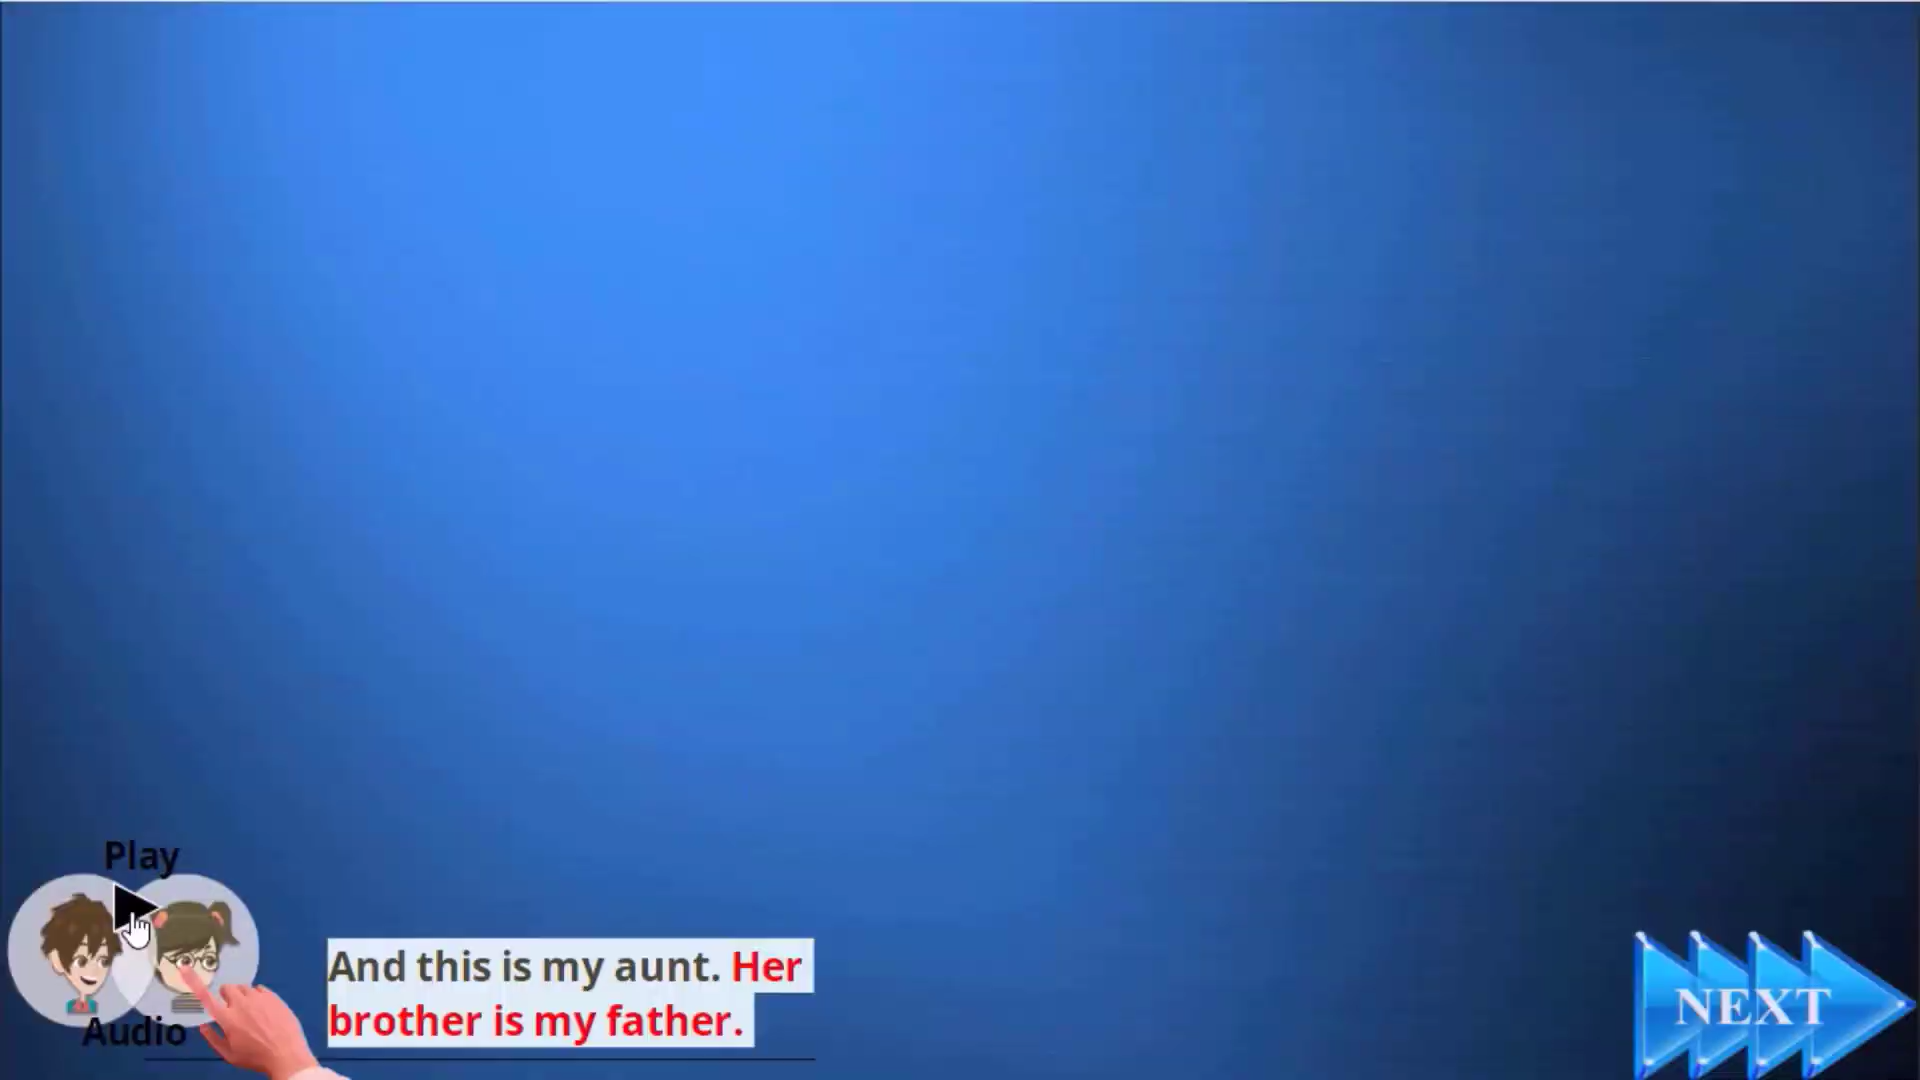 Play
Audio
And this is my aunt. Her
brother is my father.
NEXT